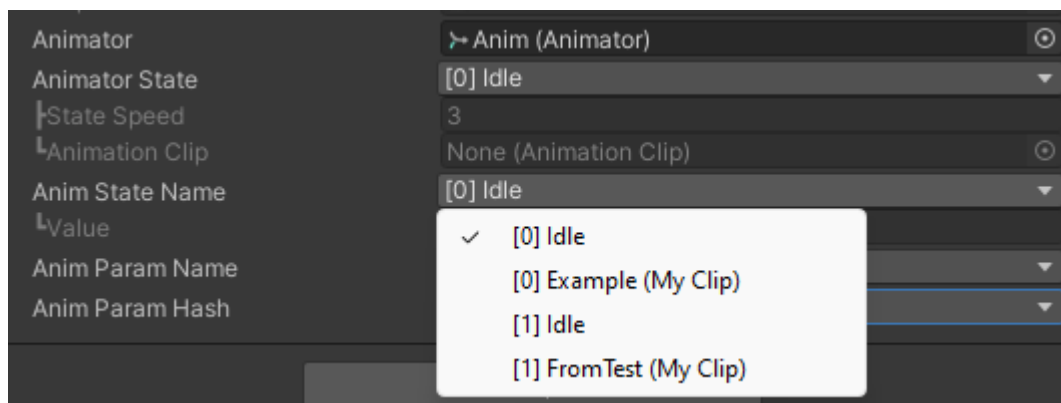 Animator Anim (Animator)
Animator State [0] Idle
State Speed 3
Animation Clip None (Animation Clip)
Anim State Name [0] Idle
Value
[0] Idle
[0] Example (My Clip)
Anim Param Name
[1] Idle
Anim Param Hash
[1] FromTest (My Clip)